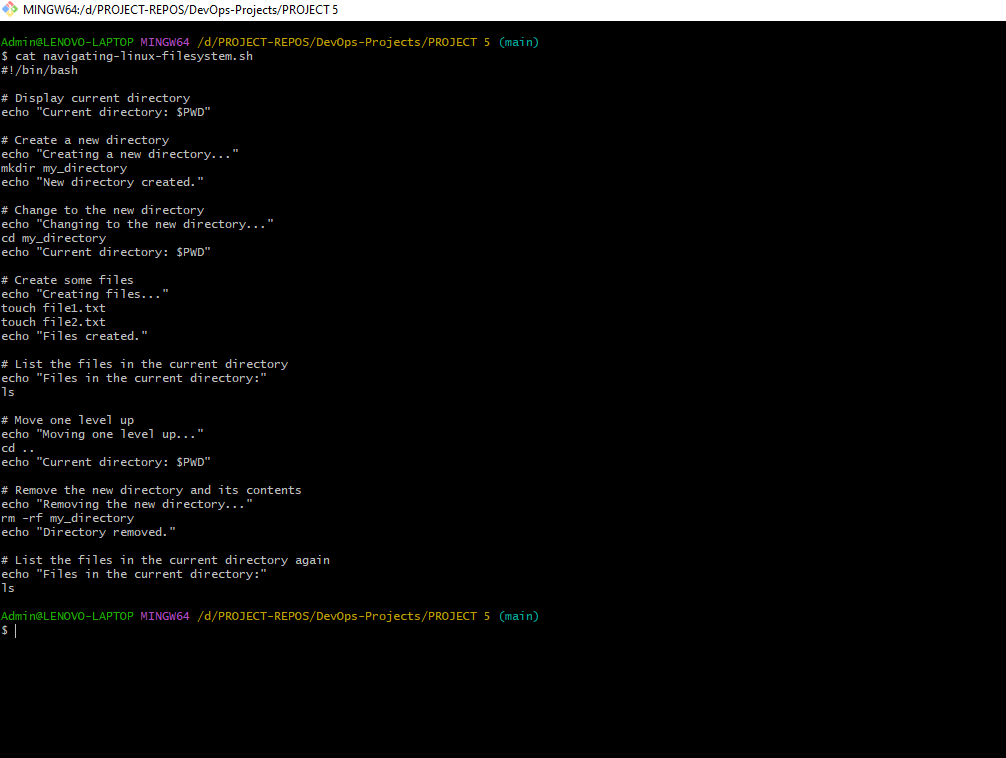 MINGW64:/d/PROJECT-REPOS/DevOps-Projects/PROJECT 5
Admin@LENOVO-LAPTOP MINGW64 /d/PROJECT-REPOS/DevOps-Projects/PROJECT 5 (main)
$ cat navigating-linux-filesystem.sh
#!/bin/bash
# Display current directory
echo "Current directory: $PWD"
# Create a new directory
echo "Creating a new directory..."
mkdir my_directory
echo "New directory created."
# Change to the new directory
echo "Changing to the new directory..."
cd my_directory
echo "Current directory: $PWD"
# Create some files
echo "Creating files..."
touch file1.txt
touch file2.txt
echo "Files created."
# List the files in the current directory
echo "Files in the current directory:"
ls
# Move one level up
echo "Moving one level up..."
cd ..
echo "Current directory: $PWD"
# Remove the new directory and its contents
echo "Removing the new directory..."
rm -rf my_directory
echo "Directory removed."
# List the files in the current directory again
echo "Files in the current directory:"
ls
Admin@LENOVO-LAPTOP MINGW64 /d/PROJECT-REPOS/DevOps-Projects/PROJECT 5 (main)
$